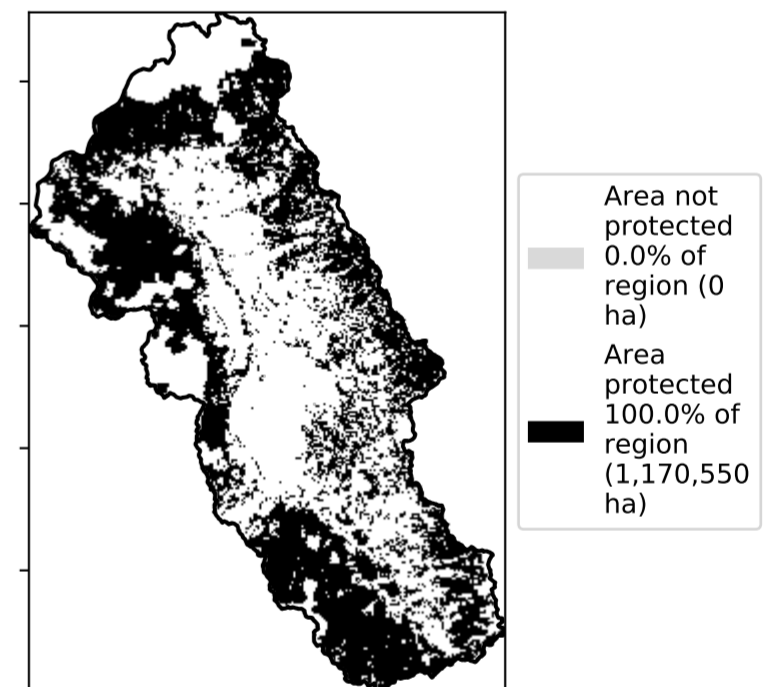 Area not
protected
0.0% of
region (0
ha)
Area
protected
100.0% of
region
(1,170,550
ha)